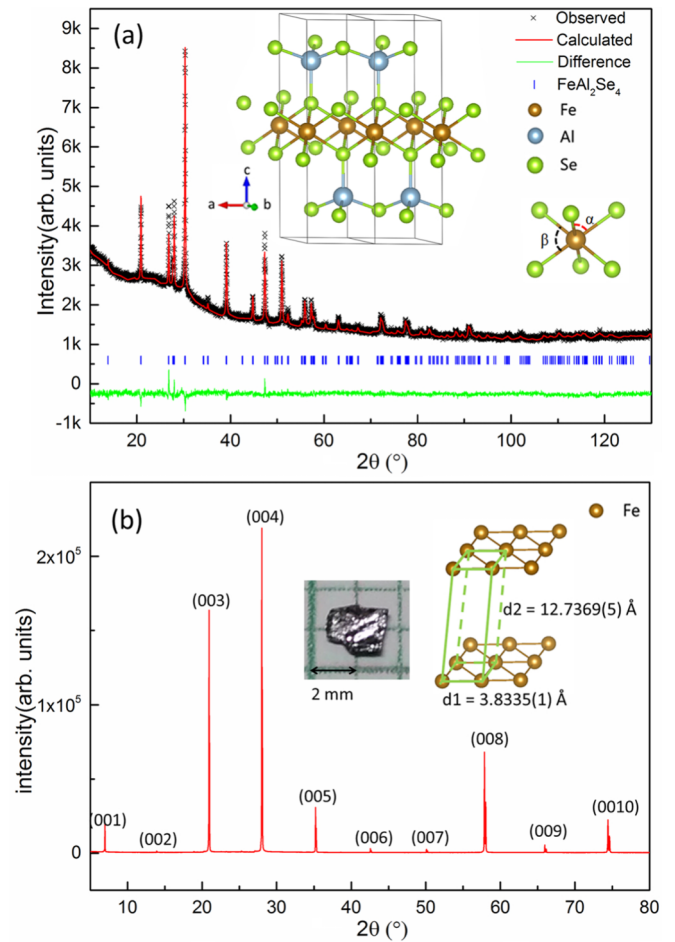 (a)
Observed
Calculated
Difference
FeAl₂Se₄
Fe
Al
Se
c
a
b
α
β
9k
8k
7k
6k
5k
4k
3k
2k
1k
0
-1k
Intensity(arb. units)
20 40 60 80 100 120
2θ (°)
(b)
(004)
Fe
2x10⁵
(003)
d2 = 12.7369(5) Å
2 mm
d1 = 3.8335(1) Å
1x10⁵
(008)
(005)
(001)
(0010)
(002)
(006)
(007)
(009)
0
intensity(arb. units)
10 20 30 40 50 60 70 80
2θ (°)